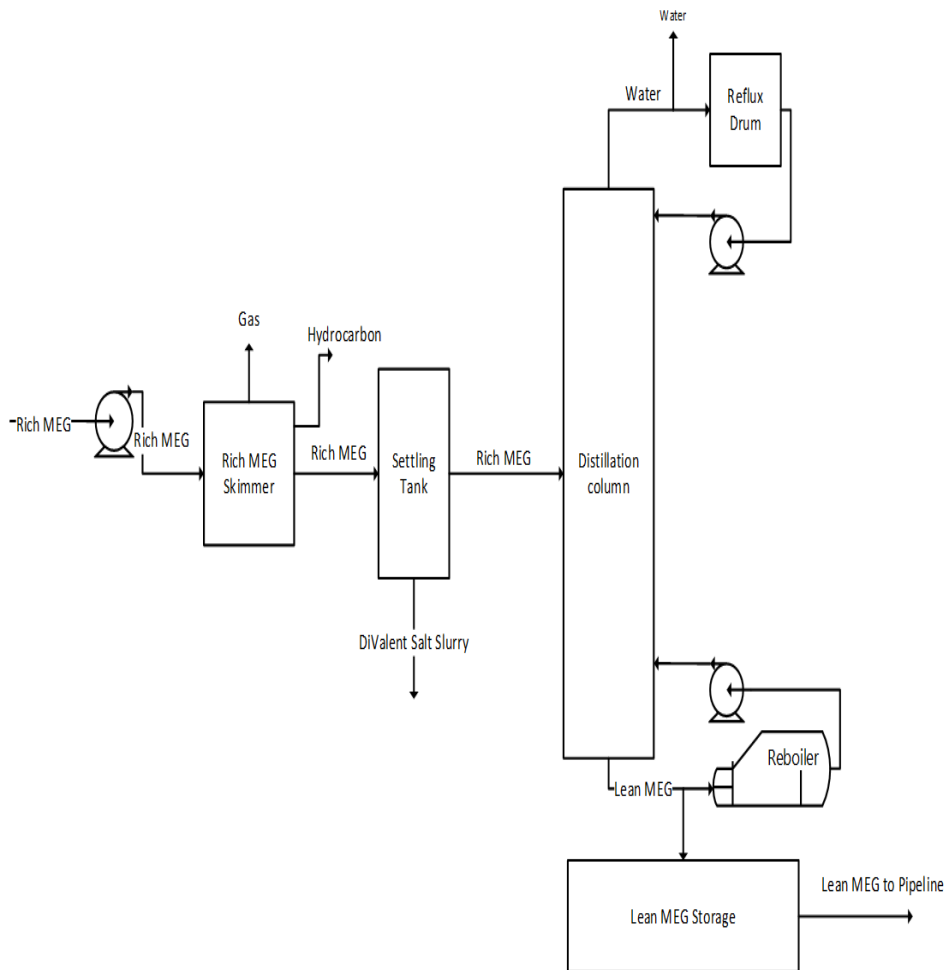 Water
Water
Reflux
Drum
Gas
Hydrocarbon
Rich MEG
Rich MEG
Rich MEG
Skimmer
Rich MEG
Settling
Tank
Rich MEG
Distillation
column
DiValent Salt Slurry
Reboiler
Lean MEG
Lean MEG Storage
Lean MEG to Pipeline